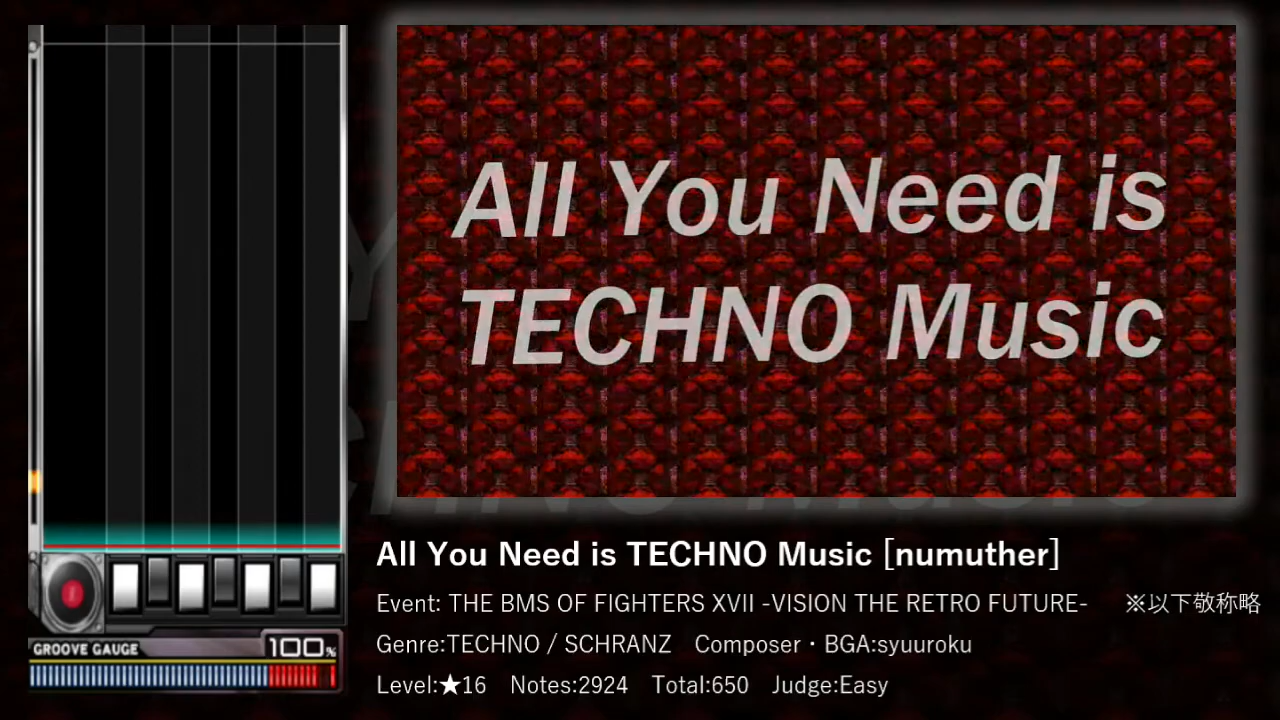 All You Need is
TECHNO Music
All You Need is TECHNO Music [numuther]
Event: THE BMS OF FIGHTERS XVII -VISION THE RETRO FUTURE- ※以下敬称略
Genre:TECHNO / SCHRANZ Composer・BGA:syuuroku
Level:★16 Notes:2924 Total:650 Judge:Easy
GROOVE GAUGE 100%